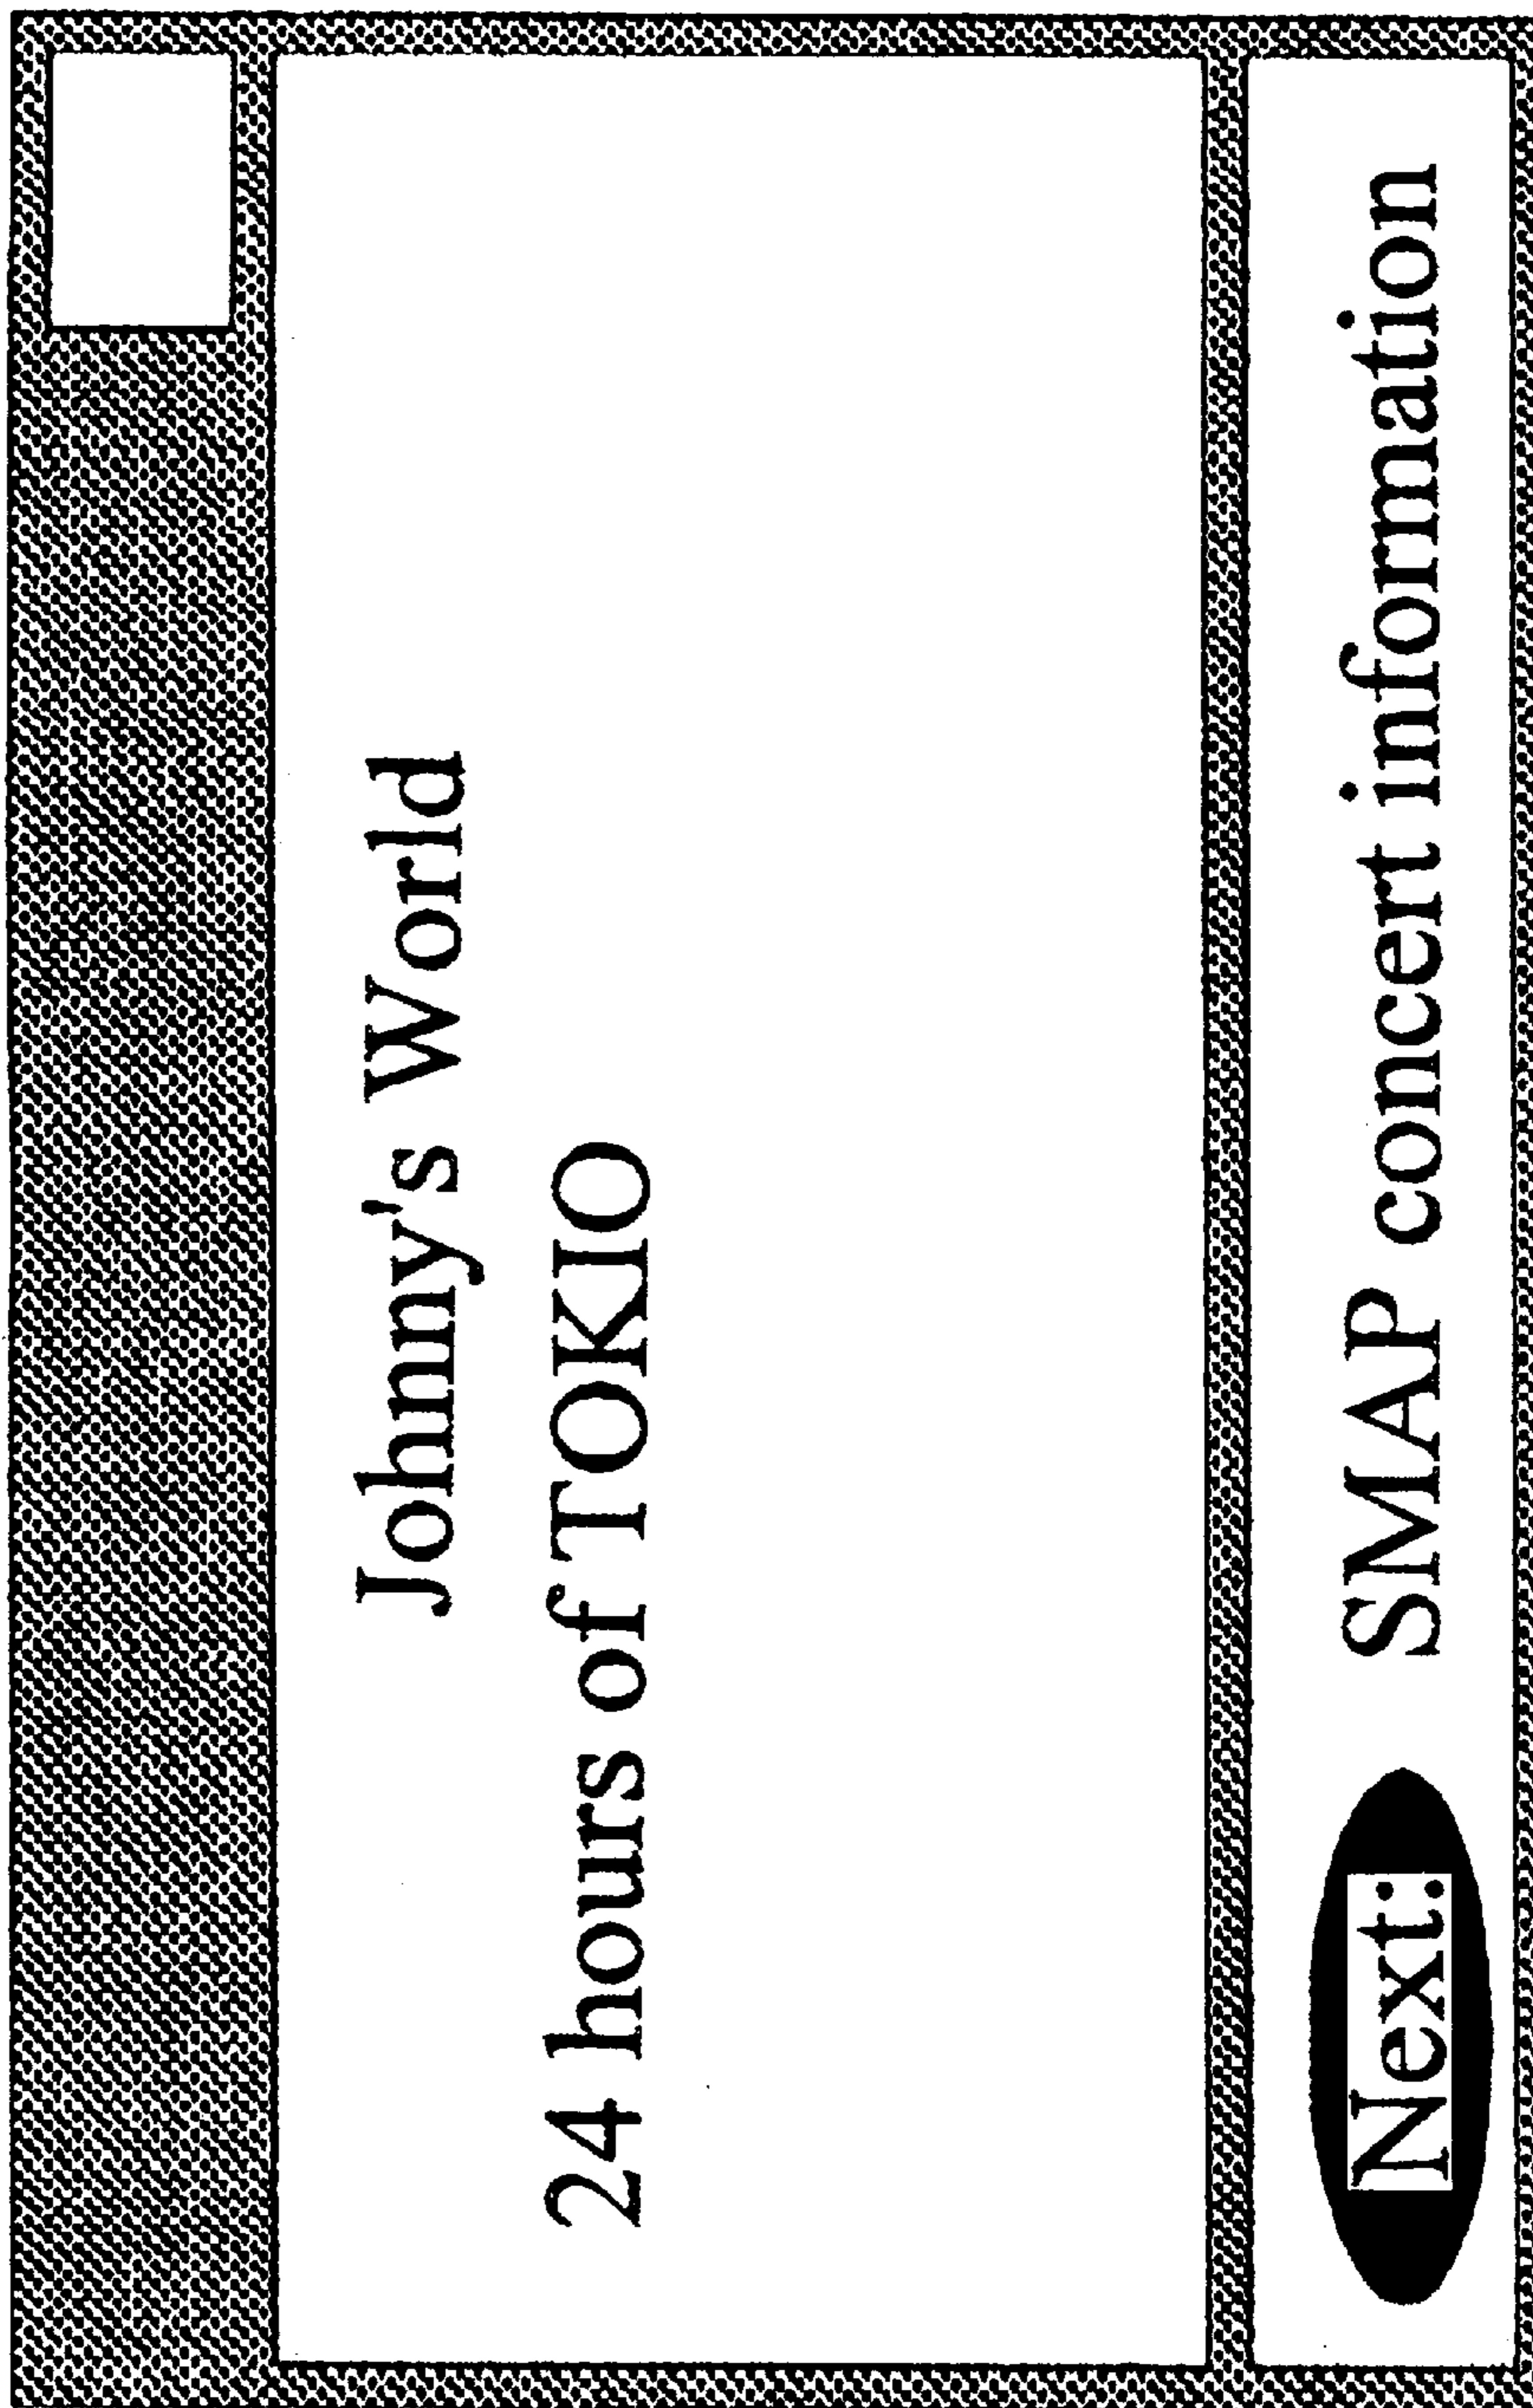 Johnny's World
24 hours of TOKIO
Next: SMAP concert information